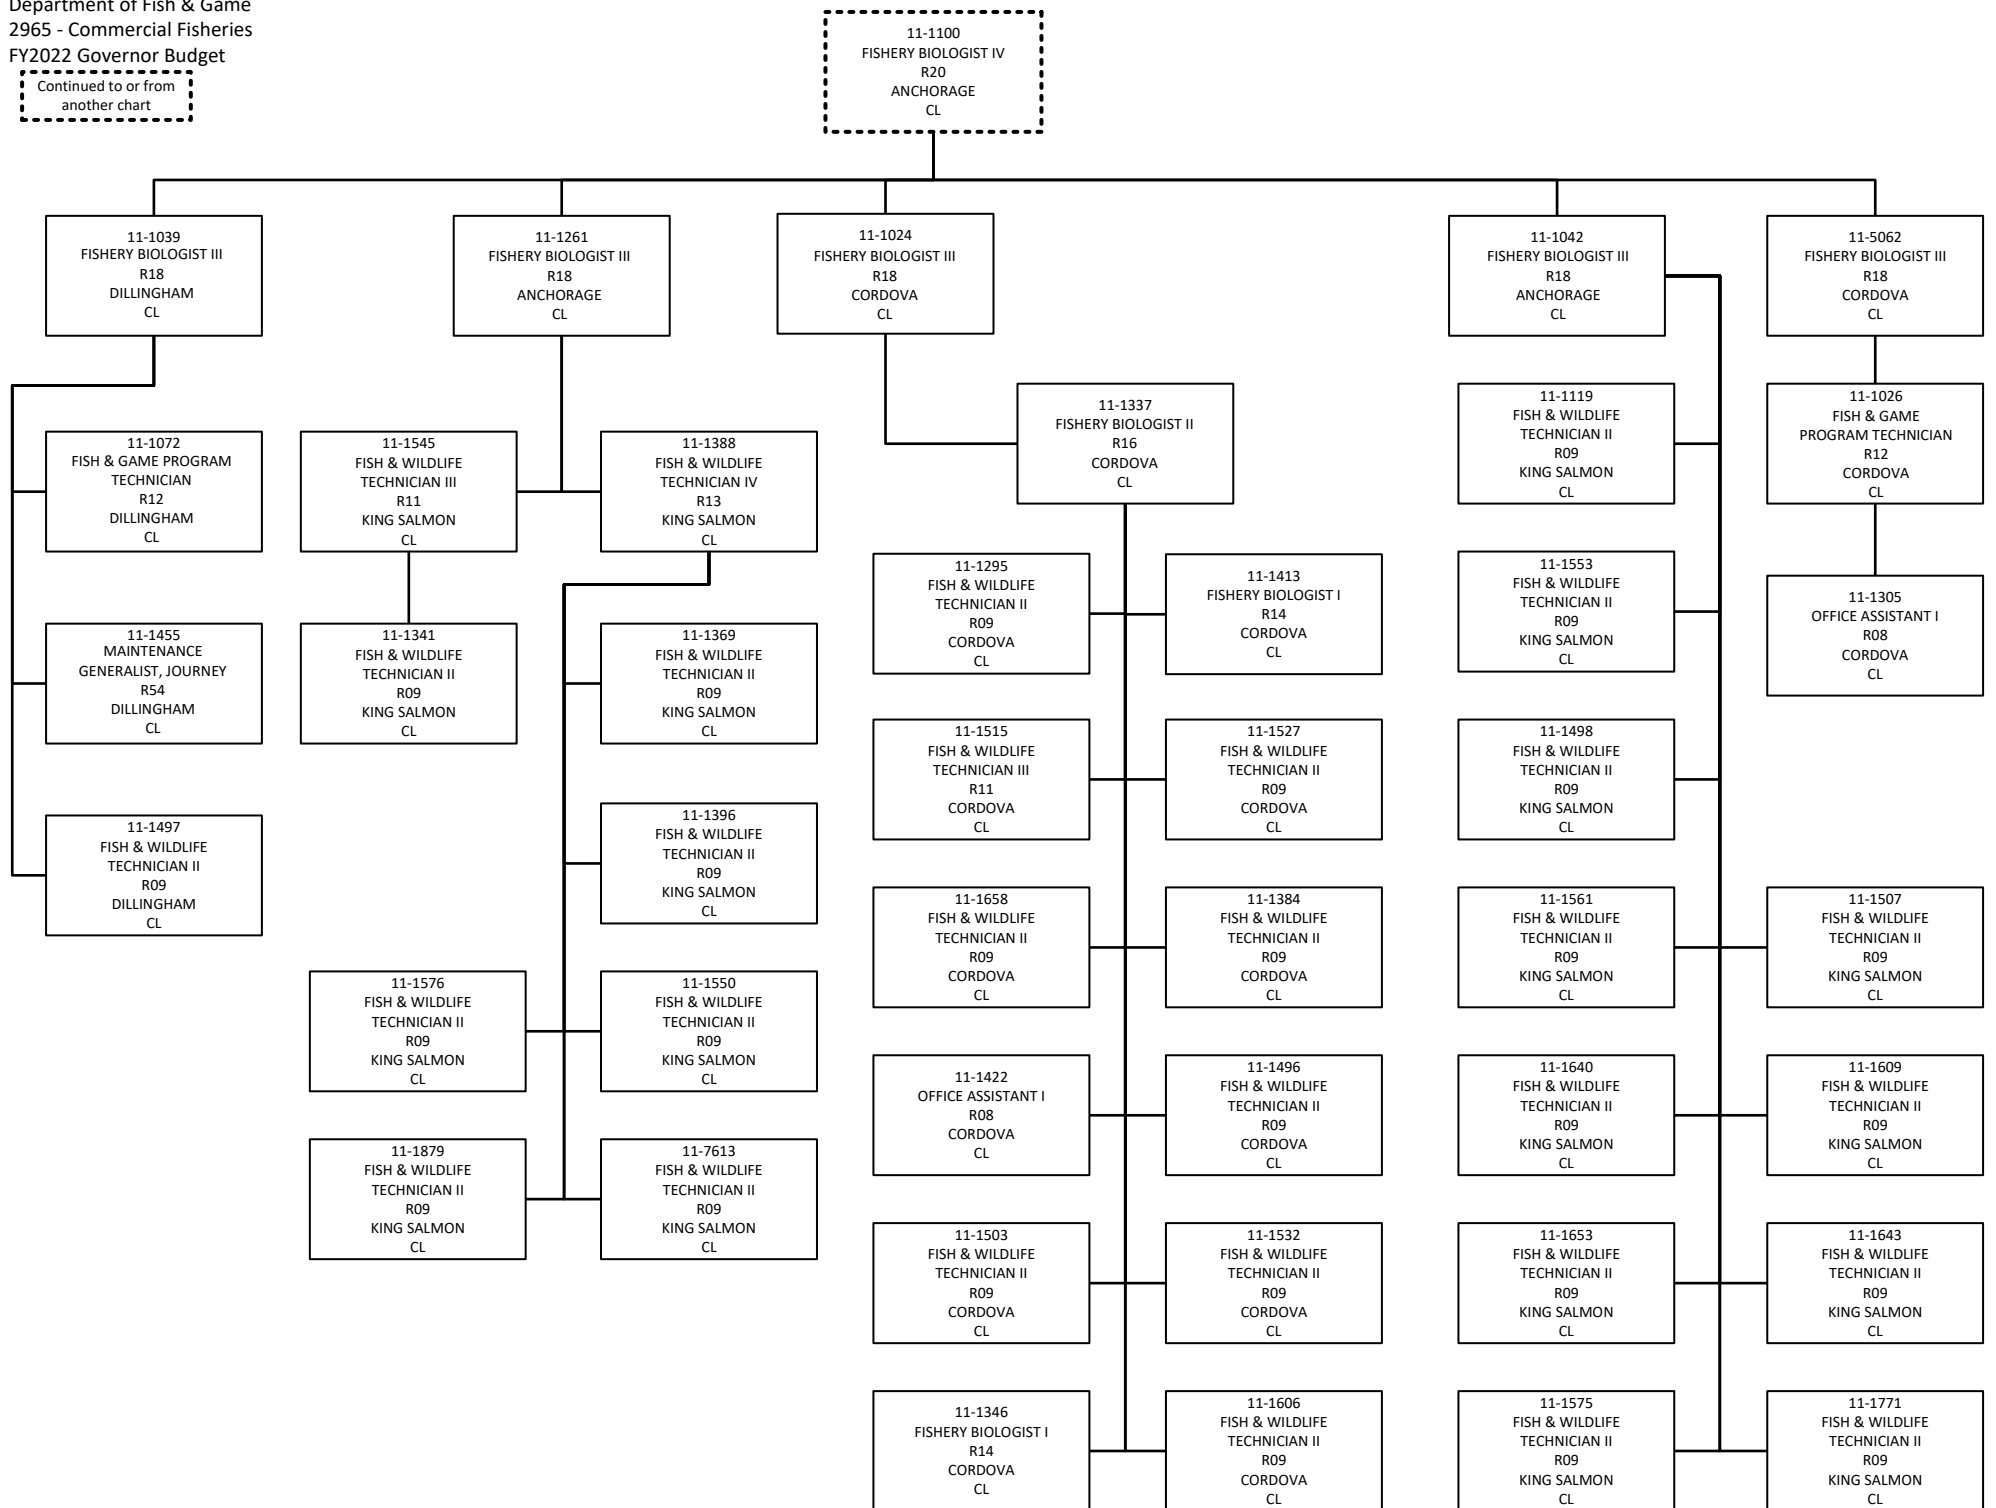 Department of Fish & Game
2965 - Commercial Fisheries
FY2022 Governor Budget
Continued to or from
another chart
11-1100
FISHERY BIOLOGIST IV
R20
ANCHORAGE
CL
11-1039
FISHERY BIOLOGIST III
R18
DILLINGHAM
CL
11-1261
FISHERY BIOLOGIST III
R18
ANCHORAGE
CL
11-1024
FISHERY BIOLOGIST III
R18
CORDOVA
CL
11-1042
FISHERY BIOLOGIST III
R18
ANCHORAGE
CL
11-5062
FISHERY BIOLOGIST III
R18
CORDOVA
CL
11-1072
FISH & GAME PROGRAM
TECHNICIAN
R12
DILLINGHAM
CL
11-1455
MAINTENANCE
GENERALIST, JOURNEY
R54
DILLINGHAM
CL
11-1497
FISH & WILDLIFE
TECHNICIAN II
R09
DILLINGHAM
CL
11-1545
FISH & WILDLIFE
TECHNICIAN III
R11
KING SALMON
CL
11-1388
FISH & WILDLIFE
TECHNICIAN IV
R13
KING SALMON
CL
11-1341
FISH & WILDLIFE
TECHNICIAN II
R09
KING SALMON
CL
11-1369
FISH & WILDLIFE
TECHNICIAN II
R09
KING SALMON
CL
11-1396
FISH & WILDLIFE
TECHNICIAN II
R09
KING SALMON
CL
11-1576
FISH & WILDLIFE
TECHNICIAN II
R09
KING SALMON
CL
11-1550
FISH & WILDLIFE
TECHNICIAN II
R09
KING SALMON
CL
11-1879
FISH & WILDLIFE
TECHNICIAN II
R09
KING SALMON
CL
11-7613
FISH & WILDLIFE
TECHNICIAN II
R09
KING SALMON
CL
11-1337
FISHERY BIOLOGIST II
R16
CORDOVA
CL
11-1295
FISH & WILDLIFE
TECHNICIAN II
R09
CORDOVA
CL
11-1413
FISHERY BIOLOGIST I
R14
CORDOVA
CL
11-1515
FISH & WILDLIFE
TECHNICIAN III
R11
CORDOVA
CL
11-1527
FISH & WILDLIFE
TECHNICIAN II
R09
CORDOVA
CL
11-1658
FISH & WILDLIFE
TECHNICIAN II
R09
CORDOVA
CL
11-1384
FISH & WILDLIFE
TECHNICIAN II
R09
CORDOVA
CL
11-1422
OFFICE ASSISTANT I
R08
CORDOVA
CL
11-1496
FISH & WILDLIFE
TECHNICIAN II
R09
CORDOVA
CL
11-1503
FISH & WILDLIFE
TECHNICIAN II
R09
CORDOVA
CL
11-1532
FISH & WILDLIFE
TECHNICIAN II
R09
CORDOVA
CL
11-1346
FISHERY BIOLOGIST I
R14
CORDOVA
CL
11-1606
FISH & WILDLIFE
TECHNICIAN II
R09
CORDOVA
CL
11-1119
FISH & WILDLIFE
TECHNICIAN II
R09
KING SALMON
CL
11-1553
FISH & WILDLIFE
TECHNICIAN II
R09
KING SALMON
CL
11-1498
FISH & WILDLIFE
TECHNICIAN II
R09
KING SALMON
CL
11-1561
FISH & WILDLIFE
TECHNICIAN II
R09
KING SALMON
CL
11-1507
FISH & WILDLIFE
TECHNICIAN II
R09
KING SALMON
CL
11-1640
FISH & WILDLIFE
TECHNICIAN II
R09
KING SALMON
CL
11-1609
FISH & WILDLIFE
TECHNICIAN II
R09
KING SALMON
CL
11-1653
FISH & WILDLIFE
TECHNICIAN II
R09
KING SALMON
CL
11-1643
FISH & WILDLIFE
TECHNICIAN II
R09
KING SALMON
CL
11-1575
FISH & WILDLIFE
TECHNICIAN II
R09
KING SALMON
CL
11-1771
FISH & WILDLIFE
TECHNICIAN II
R09
KING SALMON
CL
11-1026
FISH & GAME
PROGRAM TECHNICIAN
R12
CORDOVA
CL
11-1305
OFFICE ASSISTANT I
R08
CORDOVA
CL